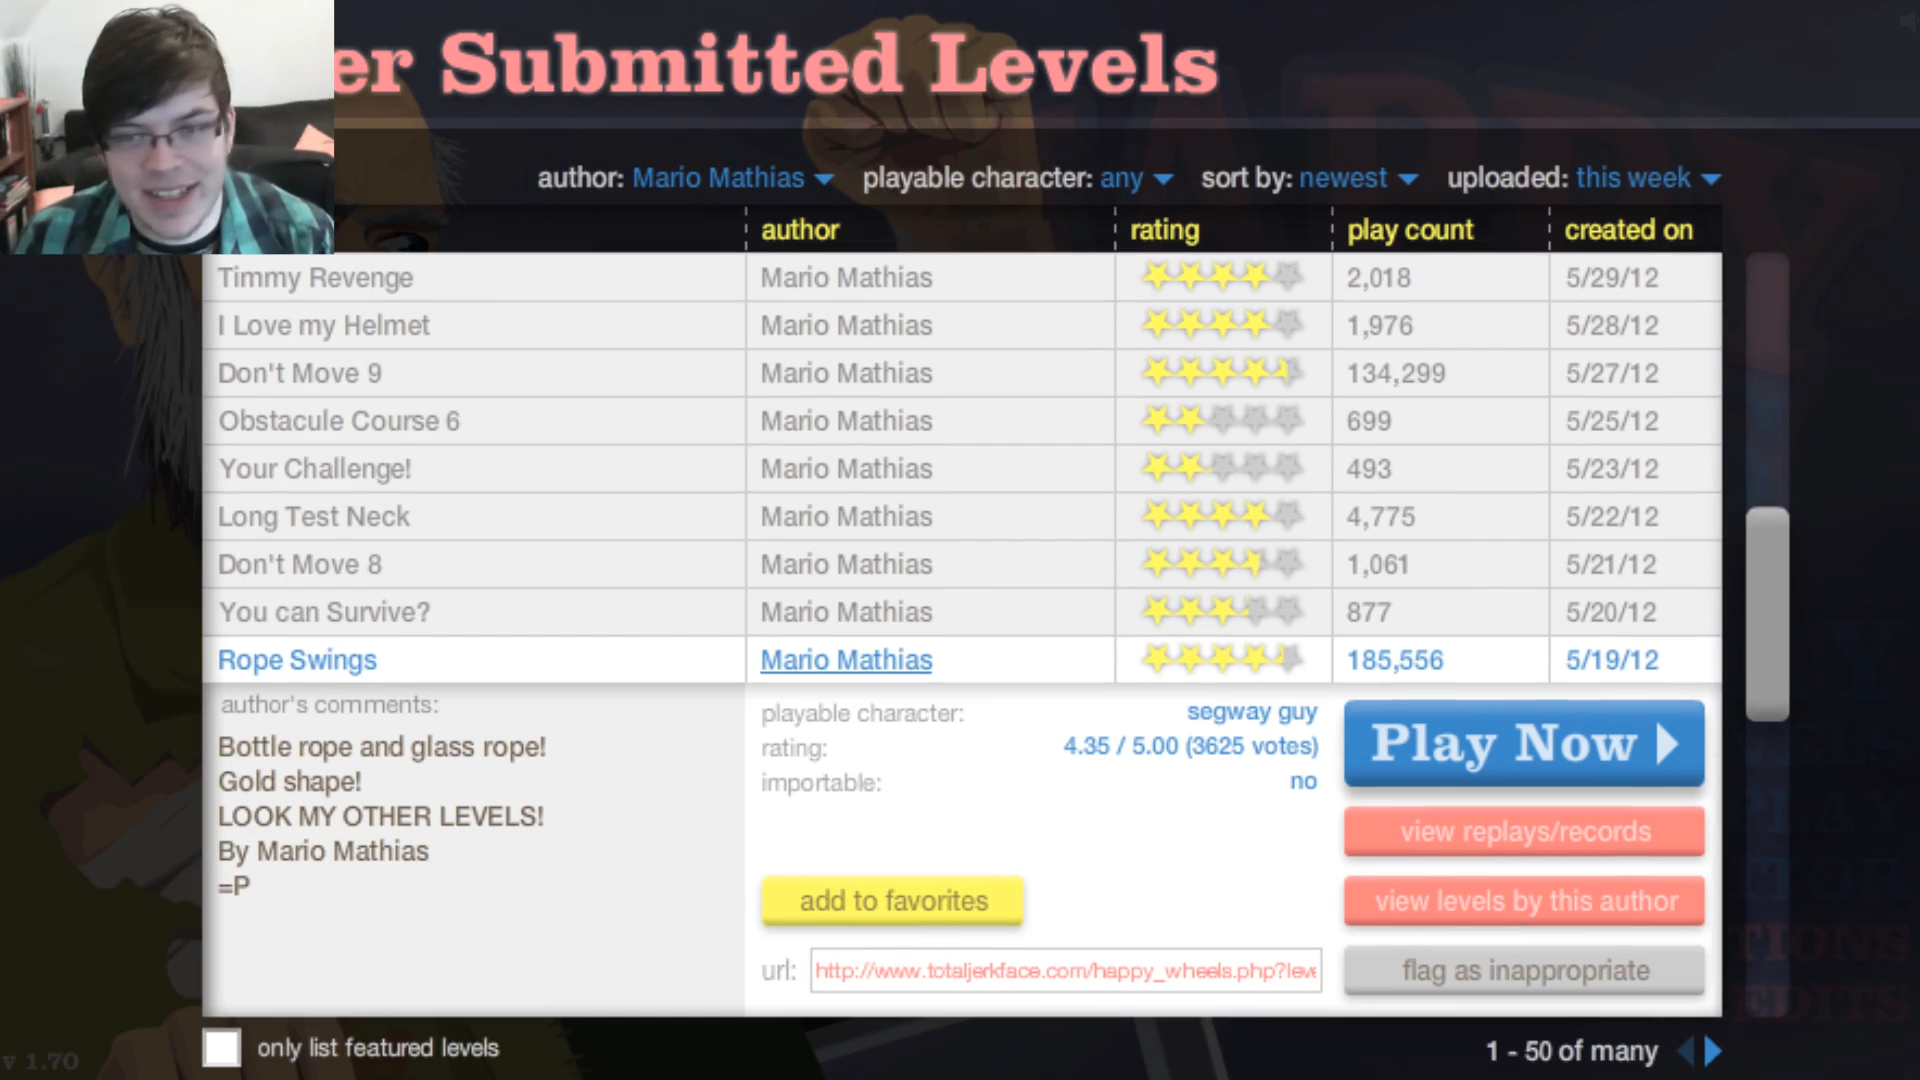 er Submitted Levels
author: Mario Mathias playable character: any sort by: newest uploaded: this week
author rating play count created on
Timmy Revenge Mario Mathias 2,018 5/29/12
I Love my Helmet Mario Mathias 1,976 5/28/12
Don't Move 9 Mario Mathias 134,299 5/27/12
Obstacule Course 6 Mario Mathias 699 5/25/12
Your Challenge! Mario Mathias 493 5/23/12
Long Test Neck Mario Mathias 4,775 5/22/12
Don't Move 8 Mario Mathias 1,061 5/21/12
You can Survive? Mario Mathias 877 5/20/12
Rope Swings Mario Mathias 185,556 5/19/12
author's comments:
Bottle rope and glass rope!
Gold shape!
LOOK MY OTHER LEVELS!
By Mario Mathias
=P
playable character: segway guy
rating: 4.35 / 5.00 (3625 votes)
importable: no
add to favorites
url: http://www.totaljerkface.com/happy_wheels.php?leve
Play Now
view replays/records
view levels by this author
flag as inappropriate
only list featured levels
1 - 50 of many
v 1.70